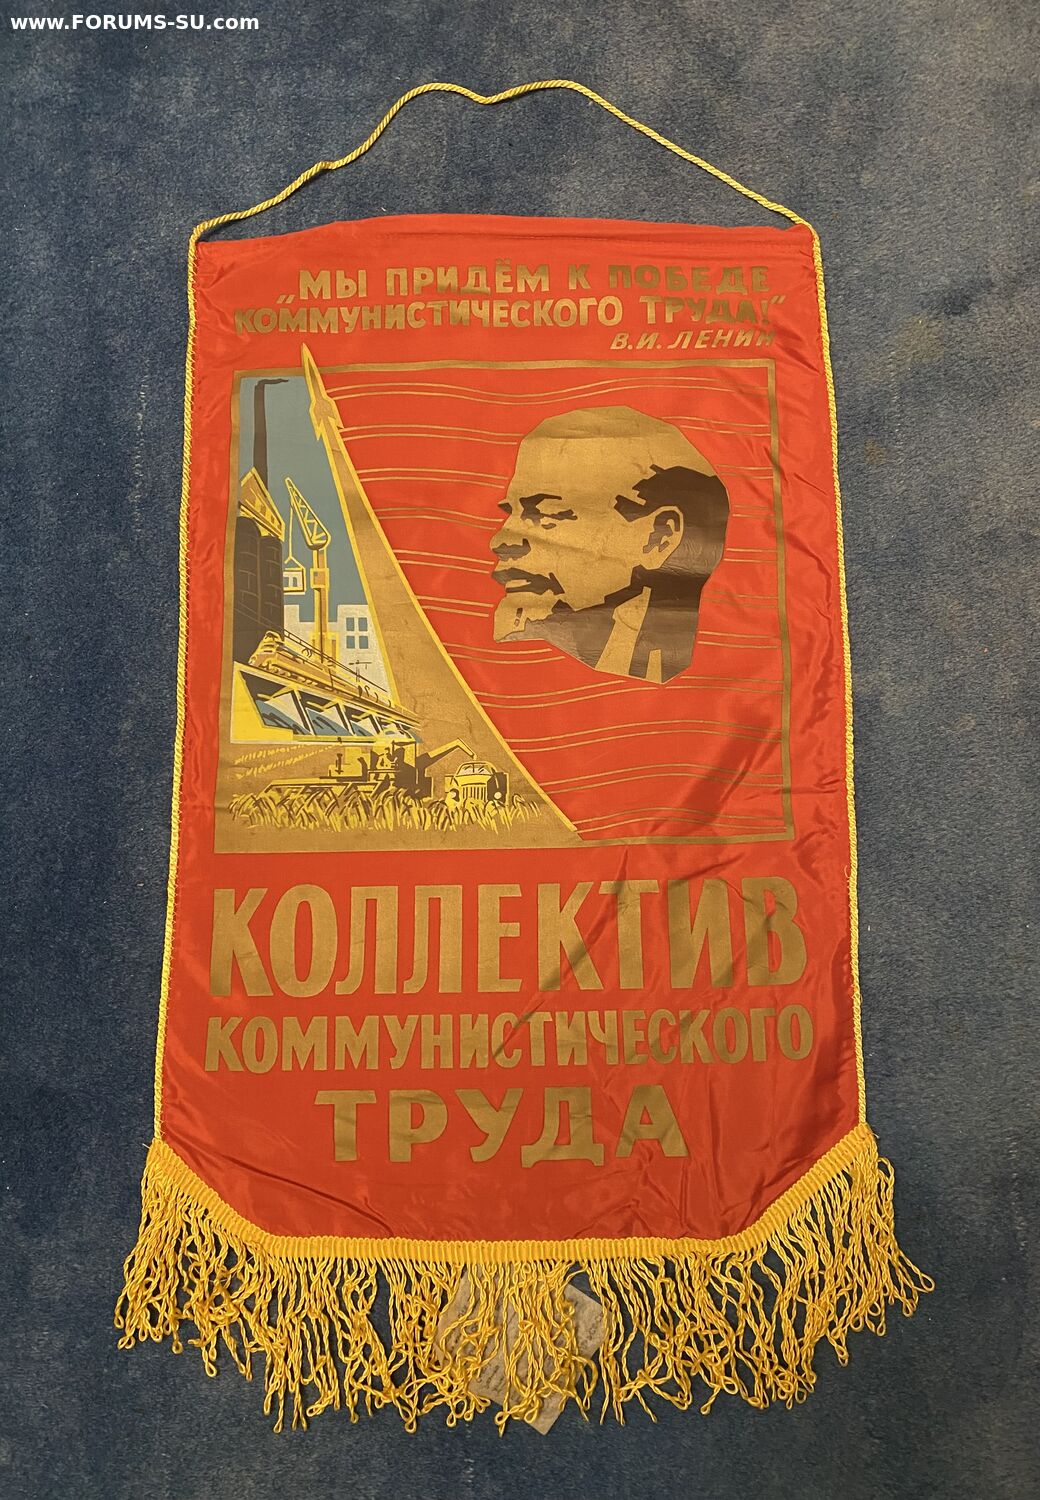 www.FORUMS-SU.com
„МЫ ПРИДЁМ К ПОБЕДЕ
КОММУНИСТИЧЕСКОГО ТРУДА!“
В.И. ЛЕНИН
КОЛЛЕКТИВ
КОММУНИСТИЧЕСКОГО
ТРУДА